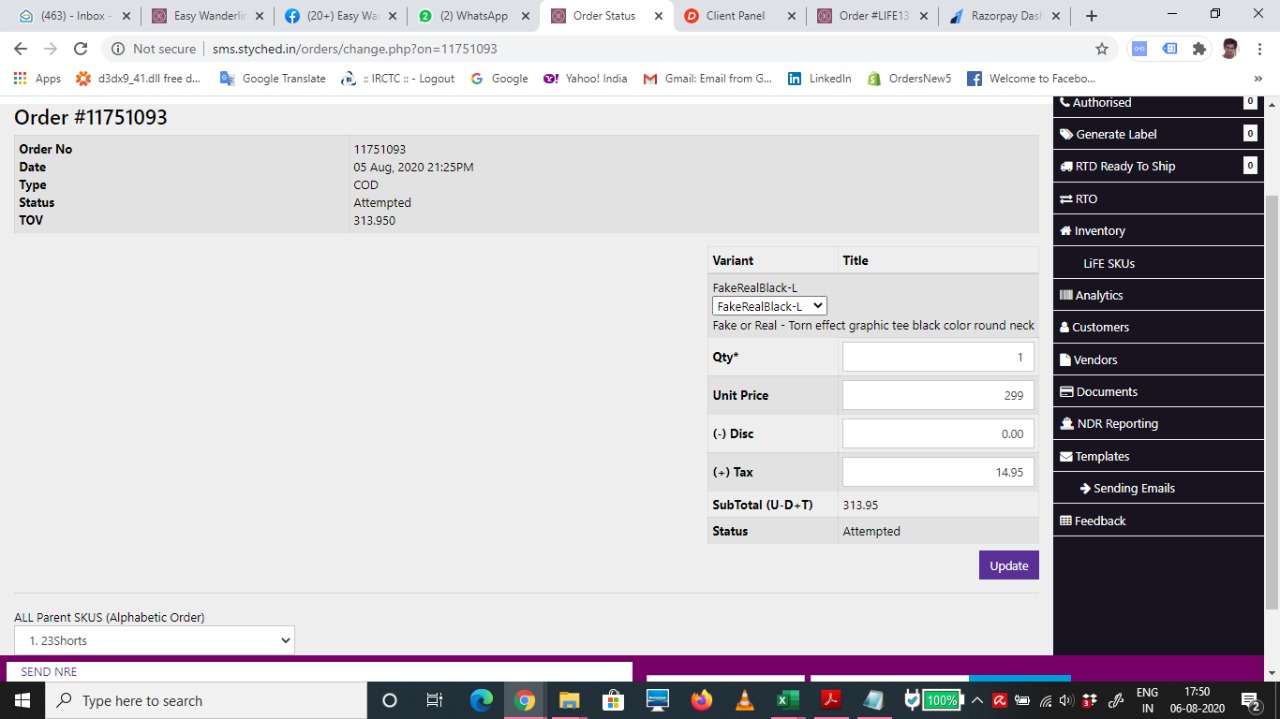 (463) - Inbox -
Easy Wanderlin
(20+) Easy Wan
(2) WhatsApp
Order Status
Client Panel
Order #LIFE13
Razorpay Dash
Not secure | sms.styched.in/orders/change.php?on=11751093
Apps
d3dx9_41.dll free d...
Google Translate
:: IRCTC :: - Logout
Google
Yahoo! India
Gmail: Email from G...
LinkedIn
OrdersNew5
Welcome to Facebo...
»
Order #11751093
Order No 11751093
Date 05 Aug, 2020 21:25PM
Type COD
Status Attempted
TOV 313.950
Variant Title
FakeRealBlack-L
FakeRealBlack-L
Fake or Real - Torn effect graphic tee black color round neck
Qty* 1
Unit Price 299
(-) Disc 0.00
(+) Tax 14.95
SubTotal (U-D+T) 313.95
Status Attempted
Update
ALL Parent SKUS (Alphabetic Order)
1. 23Shorts
SEND NRE
Authorised 0
Generate Label 0
RTD Ready To Ship 0
RTO
Inventory
LiFE SKUs
Analytics
Customers
Vendors
Documents
NDR Reporting
Templates
Sending Emails
Feedback
Type here to search
100%
ENG
IN
17:50
06-08-2020
2